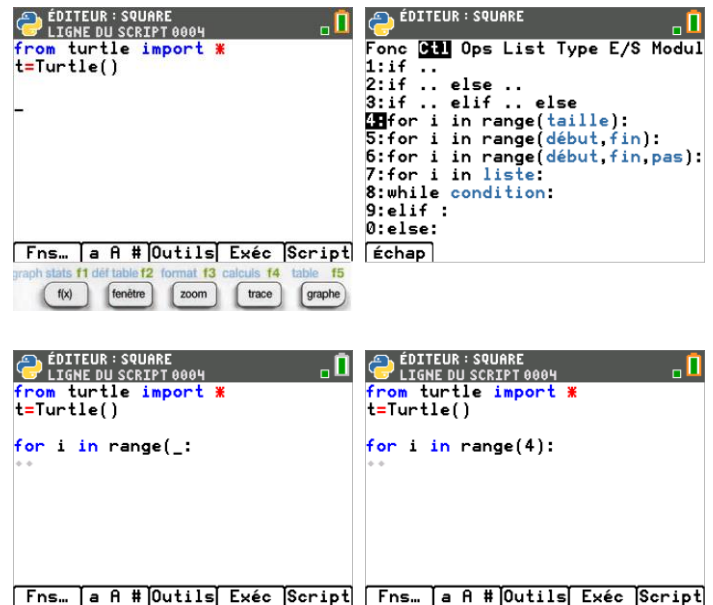 ÉDITEUR : SQUARE
LIGNE DU SCRIPT 0004
from turtle import *
t=Turtle()
_
Fns… a A # Outils Exéc Script
graph stats f1 déf table f2 format f3 calculs f4 table f5
f(x) fenêtre zoom trace graphe
ÉDITEUR : SQUARE
Fonc Ctl Ops List Type E/S Modul
1:if ..
2:if .. else ..
3:if .. elif .. else
4:for i in range(taille):
5:for i in range(début,fin):
6:for i in range(début,fin,pas):
7:for i in liste:
8:while condition:
9:elif :
0:else:
Échap
ÉDITEUR : SQUARE
LIGNE DU SCRIPT 0004
from turtle import *
t=Turtle()
for i in range(_:
Fns… a A # Outils Exéc Script
ÉDITEUR : SQUARE
LIGNE DU SCRIPT 0004
from turtle import *
t=Turtle()
for i in range(4):
Fns… a A # Outils Exéc Script